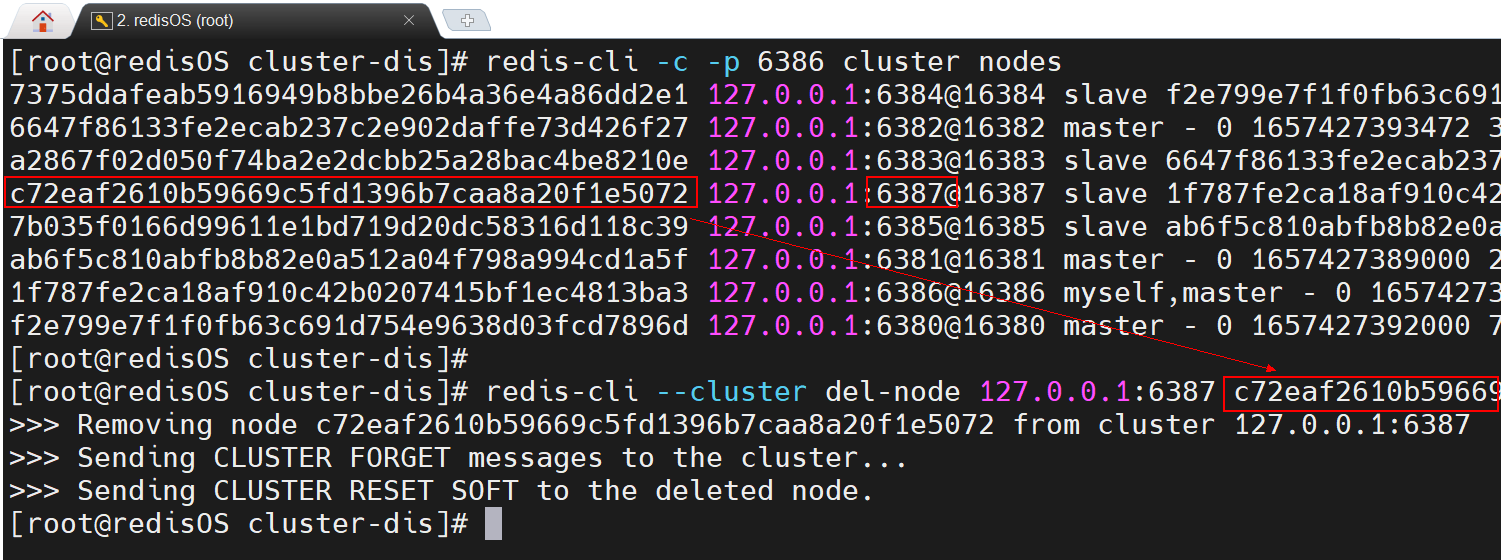 2. redisOS (root)
[root@redisOS cluster-dis]# redis-cli -c -p 6386 cluster nodes
7375ddafeab5916949b8bbe26b4a36e4a86dd2e1 127.0.0.1:6384@16384 slave f2e799e7f1f0fb63c691
6647f86133fe2ecab237c2e902daffe73d426f27 127.0.0.1:6382@16382 master - 0 1657427393472 3
a2867f02d050f74ba2e2dcbb25a28bac4be8210e 127.0.0.1:6383@16383 slave 6647f86133fe2ecab237
c72eaf2610b59669c5fd1396b7caa8a20f1e5072 127.0.0.1:6387@16387 slave 1f787fe2ca18af910c42
7b035f0166d99611e1bd719d20dc58316d118c39 127.0.0.1:6385@16385 slave ab6f5c810abfb8b82e0a
ab6f5c810abfb8b82e0a512a04f798a994cd1a5f 127.0.0.1:6381@16381 master - 0 1657427389000 2
1f787fe2ca18af910c42b0207415bf1ec4813ba3 127.0.0.1:6386@16386 myself,master - 0 16574273
f2e799e7f1f0fb63c691d754e9638d03fcd7896d 127.0.0.1:6380@16380 master - 0 1657427392000 7
[root@redisOS cluster-dis]#
[root@redisOS cluster-dis]# redis-cli --cluster del-node 127.0.0.1:6387 c72eaf2610b59669
>>> Removing node c72eaf2610b59669c5fd1396b7caa8a20f1e5072 from cluster 127.0.0.1:6387
>>> Sending CLUSTER FORGET messages to the cluster...
>>> Sending CLUSTER RESET SOFT to the deleted node.
[root@redisOS cluster-dis]#